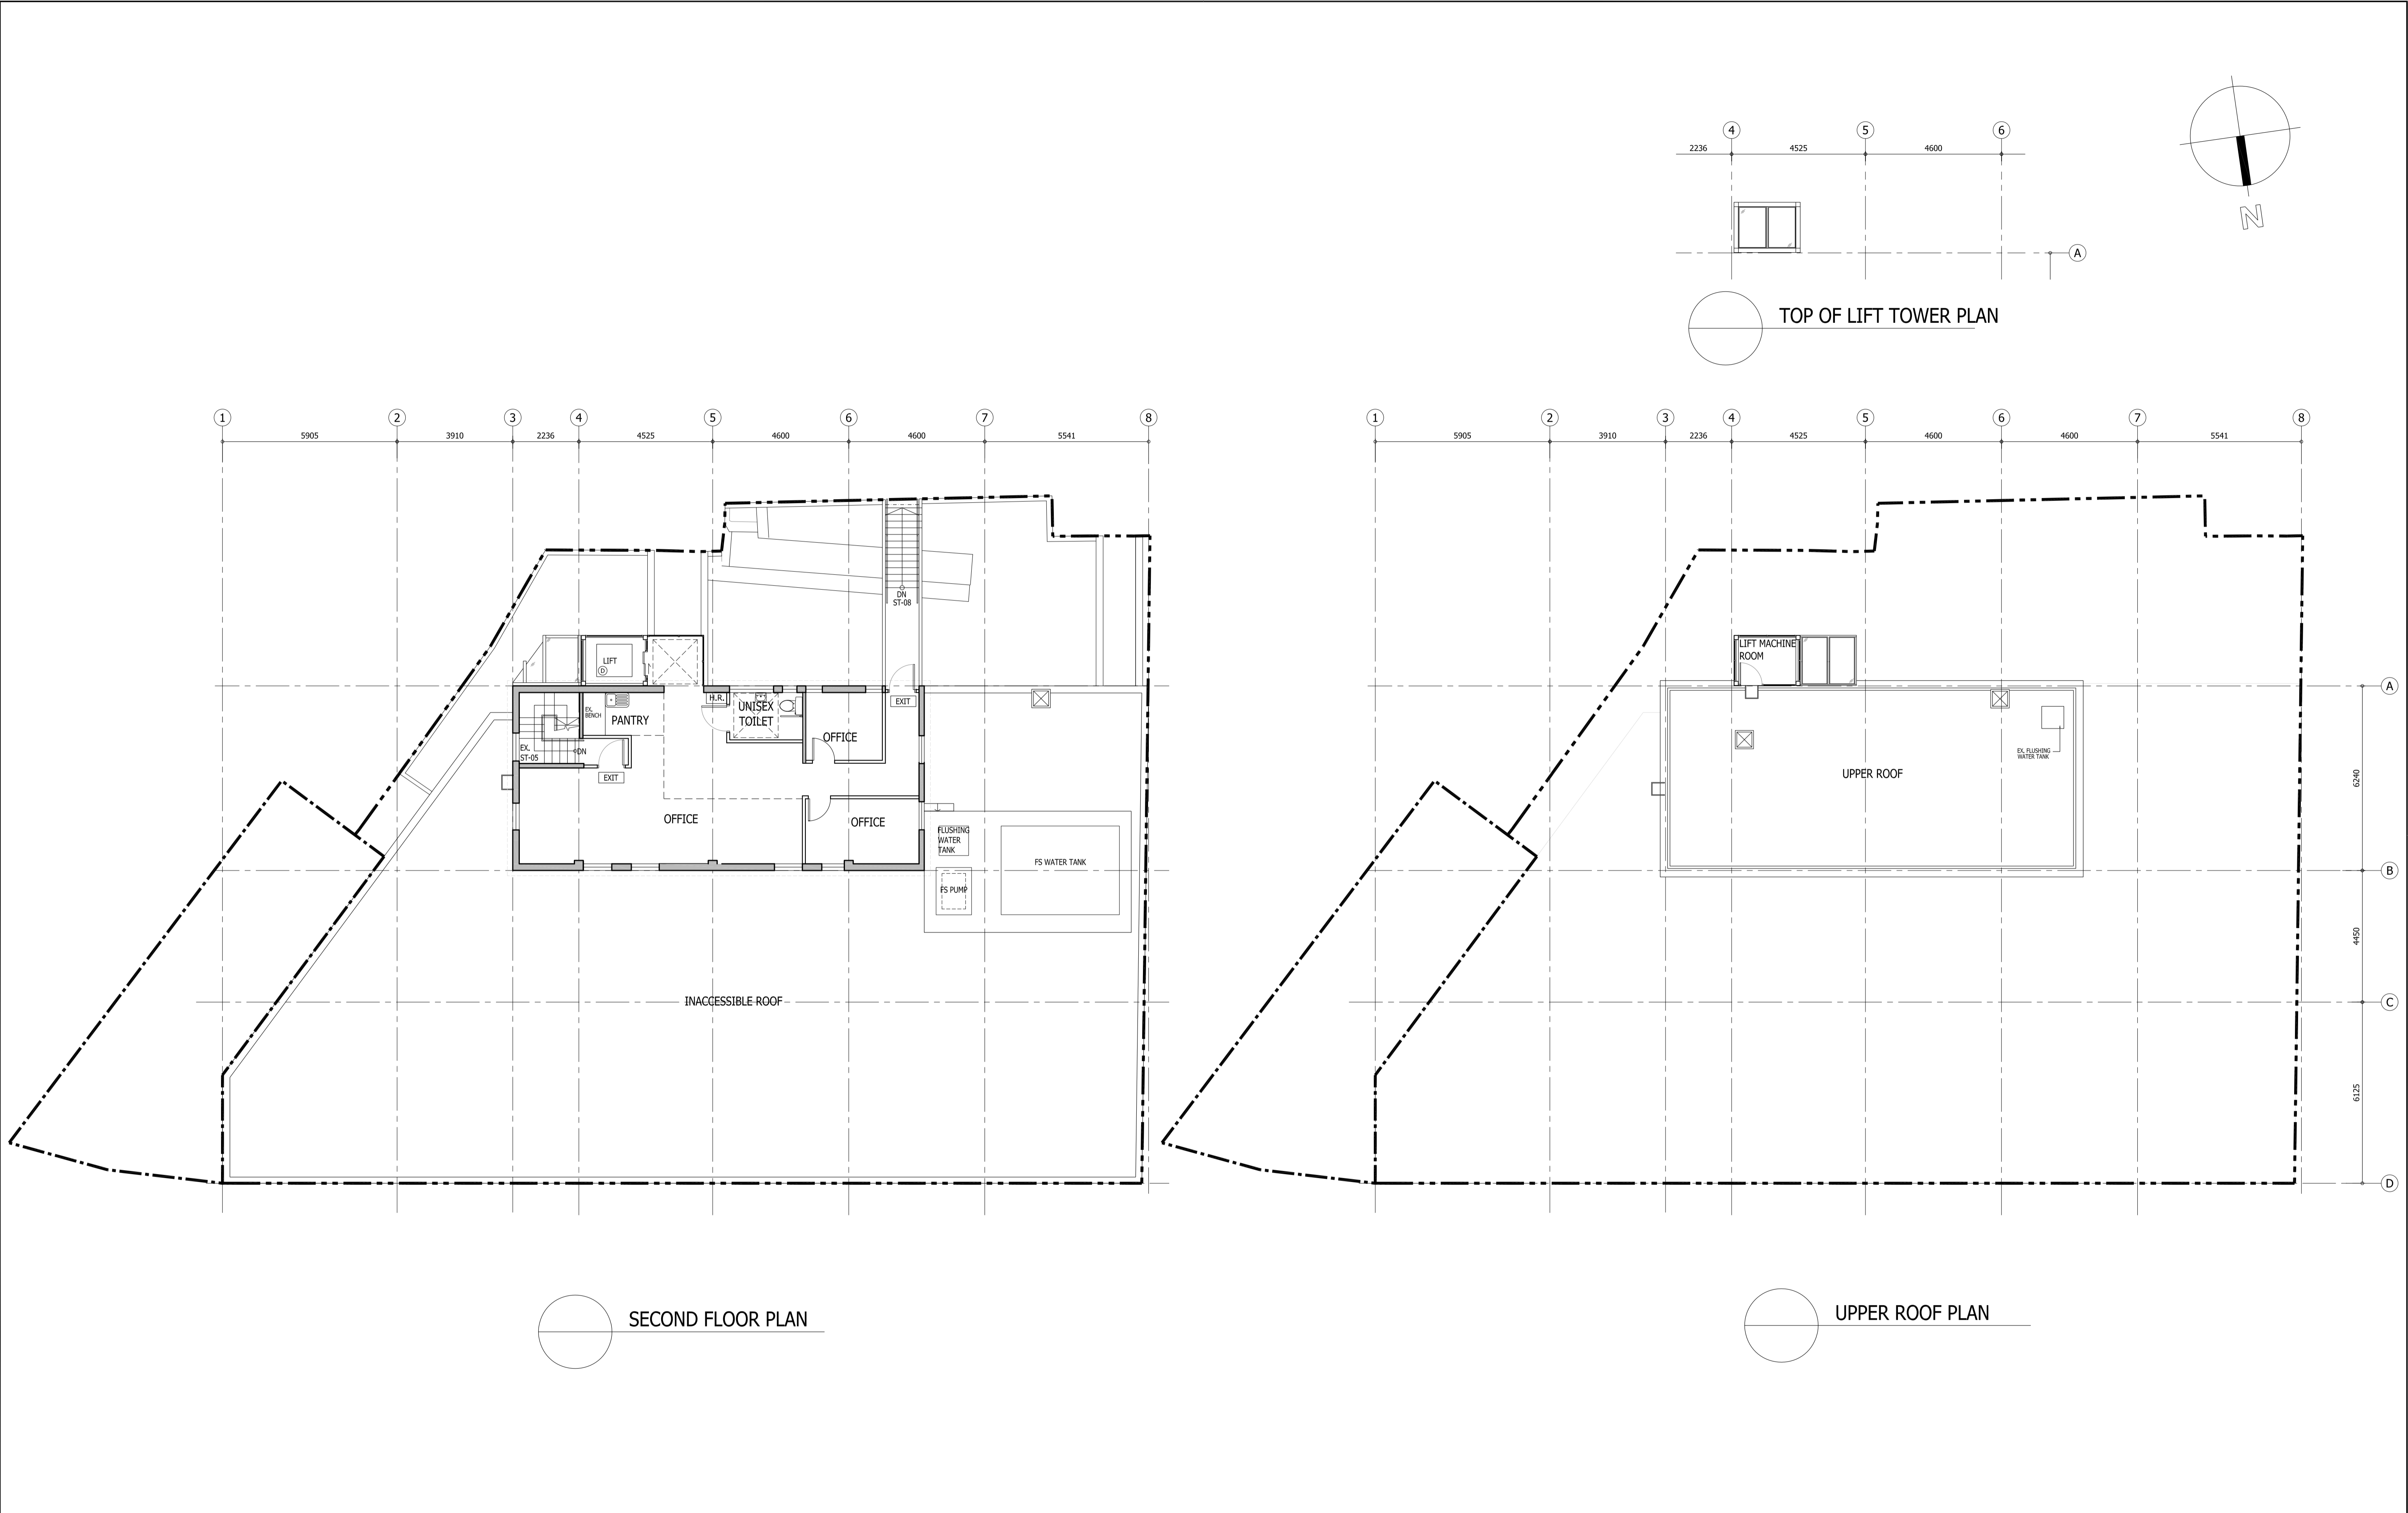 4 5 6
2236 4525 4600
N
A
TOP OF LIFT TOWER PLAN
1 2 3 4 5 6 7 8
5905 3910 2236 4525 4600 4600 5541
DN
ST-08
LIFT
D
H.R.
EX.
BENCH
PANTRY
UNISEX
TOILET
EXIT
OFFICE
EX.
ST-05
DN
EXIT
OFFICE
OFFICE
FLUSHING
WATER
TANK
FS WATER TANK
FS PUMP
INACCESSIBLE ROOF
SECOND FLOOR PLAN
1 2 3 4 5 6 7 8
5905 3910 2236 4525 4600 4600 5541
LIFT MACHINE
ROOM
A
EX. FLUSHING
WATER TANK
UPPER ROOF
6240
B
4450
C
6125
D
UPPER ROOF PLAN